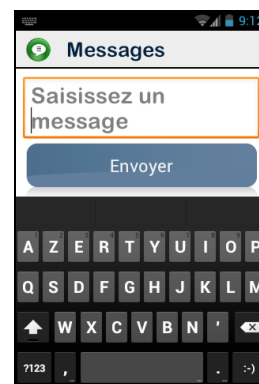 9:12
Messages
Saisissez un
message
Envoyer
A Z E R T Y U I O P
Q S D F G H J K L M
W X C V B N '
?123 , . :-)